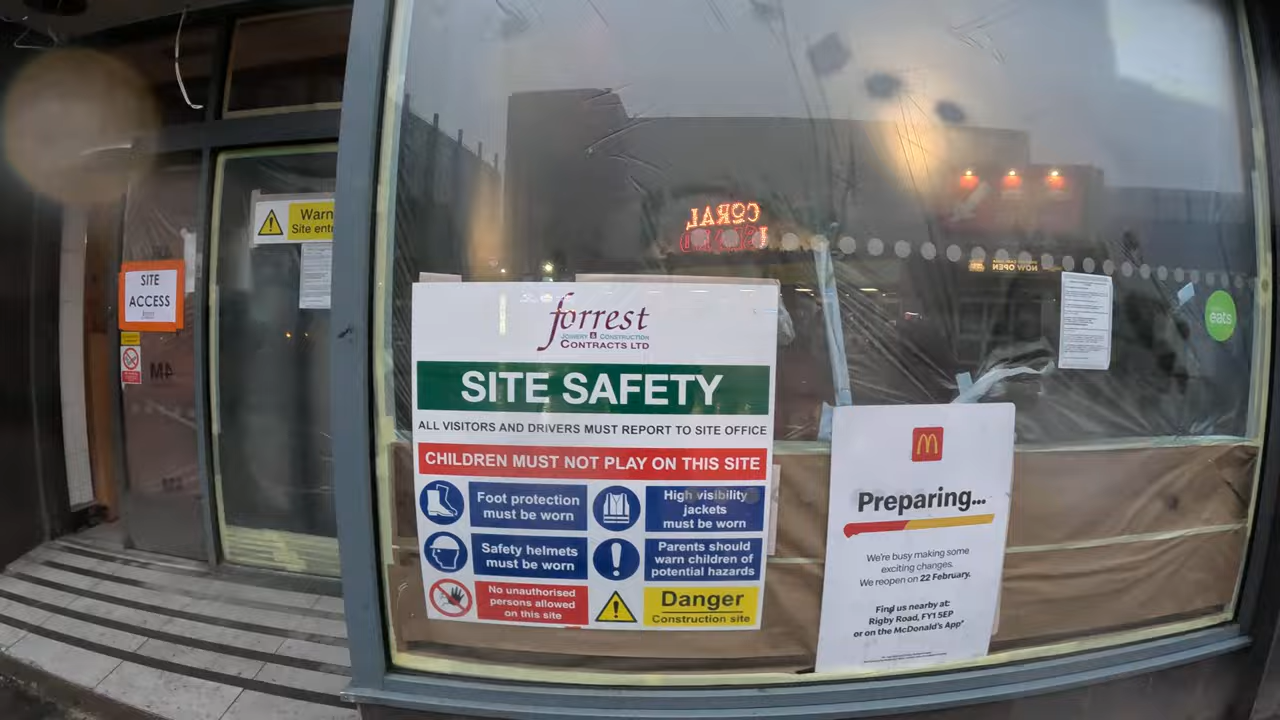 SITE
ACCESS
Warn
Site entr
forrest
JOINERY & CONSTRUCTION
CONTRACTS LTD
SITE SAFETY
ALL VISITORS AND DRIVERS MUST REPORT TO SITE OFFICE
CHILDREN MUST NOT PLAY ON THIS SITE
Foot protection
must be worn
High visibility
jackets
must be worn
Safety helmets
must be worn
Parents should
warn children of
potential hazards
No unauthorised
persons allowed
on this site
Danger
Construction site
CORAL
NOW OPEN
eats
Preparing...
We're busy making some
exciting changes.
We reopen on 22 February.
Find us nearby at:
Rigby Road, FY1 5EP
or on the McDonald's App*